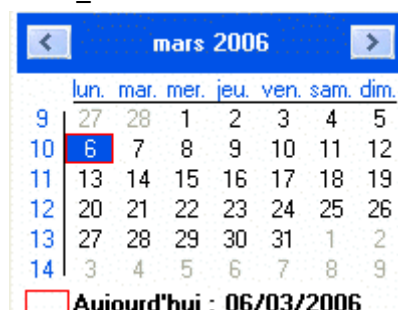 mars 2006
lun. mar. mer. jeu. ven. sam. dim.
9 27 28 1 2 3 4 5
10 6 7 8 9 10 11 12
11 13 14 15 16 17 18 19
12 20 21 22 23 24 25 26
13 27 28 29 30 31 1 2
14 3 4 5 6 7 8 9
Aujourd'hui : 06/03/2006